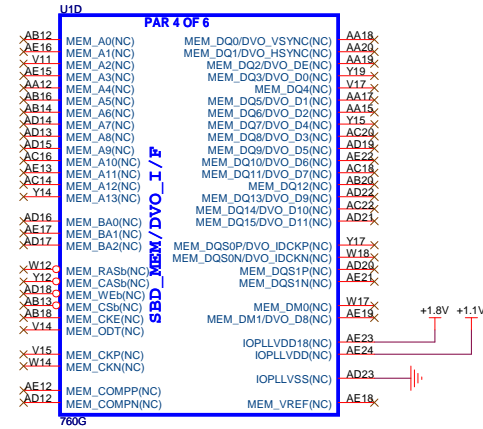 U1D
PAR 4 OF 6
AB12 MEM_A0(NC) MEM_DQ0/DVO_VSYNC(NC) AA18
AE16 MEM_A1(NC) MEM_DQ1/DVO_HSYNC(NC) AA20
V11 MEM_A2(NC) MEM_DQ2/DVO_DE(NC) AA19
AE15 MEM_A3(NC) MEM_DQ3/DVO_D0(NC) Y19
AA12 MEM_A4(NC) MEM_DQ4(NC) V17
AB16 MEM_A5(NC) MEM_DQ5/DVO_D1(NC) AA17
AB14 MEM_A6(NC) MEM_DQ6/DVO_D2(NC) AA15
AD14 MEM_A7(NC) MEM_DQ7/DVO_D4(NC) Y15
AD13 MEM_A8(NC) MEM_DQ8/DVO_D3(NC) AC20
AD15 MEM_A9(NC) MEM_DQ9/DVO_D5(NC) AD19
AC16 MEM_A10(NC) MEM_DQ10/DVO_D6(NC) AE22
AE13 MEM_A11(NC) MEM_DQ11/DVO_D7(NC) AC18
AC14 MEM_A12(NC) MEM_DQ12(NC) AB20
Y14 MEM_A13(NC) MEM_DQ13/DVO_D9(NC) AD22
MEM_DQ14/DVO_D10(NC) AC22
AD16 MEM_BA0(NC) MEM_DQ15/DVO_D11(NC) AD21
AE17 MEM_BA1(NC)
AD17 MEM_BA2(NC) MEM_DQS0P/DVO_IDCKP(NC) Y17
MEM_DQS0N/DVO_IDCKN(NC) W18
W12 MEM_RASb(NC) MEM_DQS1P(NC) AD20
Y12 MEM_CASb(NC) MEM_DQS1N(NC) AE21
AD18 MEM_WEb(NC)
AB13 MEM_CSb(NC) MEM_DM0(NC) W17
AB18 MEM_CKE(NC) MEM_DM1/DVO_D8(NC) AE19
V14 MEM_ODT(NC)
SBD_MEM/DVO_I/F
+1.8V +1.1V
IOPLLVDD18(NC) AE23
V15 MEM_CKP(NC) IOPLLVDD(NC) AE24
W14 MEM_CKN(NC)
IOPLLVSS(NC) AD23
AE12 MEM_COMPP(NC)
AD12 MEM_COMPN(NC) MEM_VREF(NC) AE18
760G